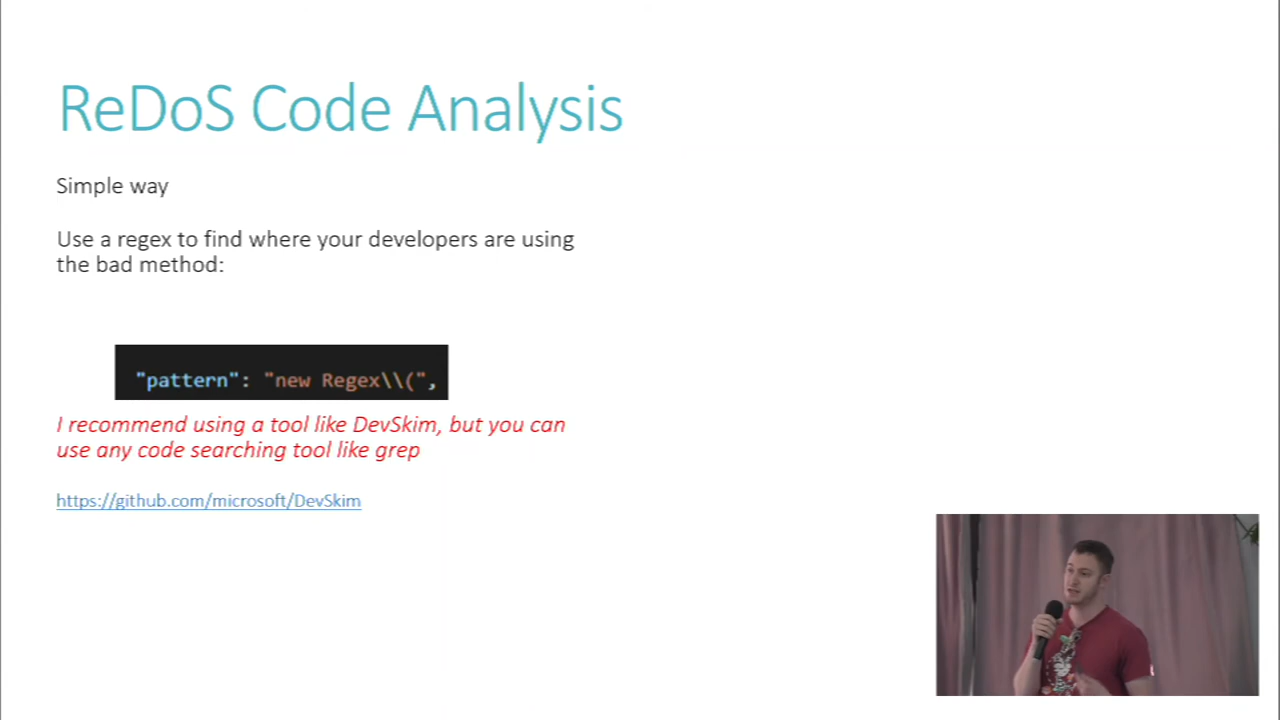 ReDoS Code Analysis
Simple way
Use a regex to find where your developers are using
the bad method:
"pattern": "new Regex\\(",
I recommend using a tool like DevSkim, but you can
use any code searching tool like grep
https://github.com/microsoft/DevSkim